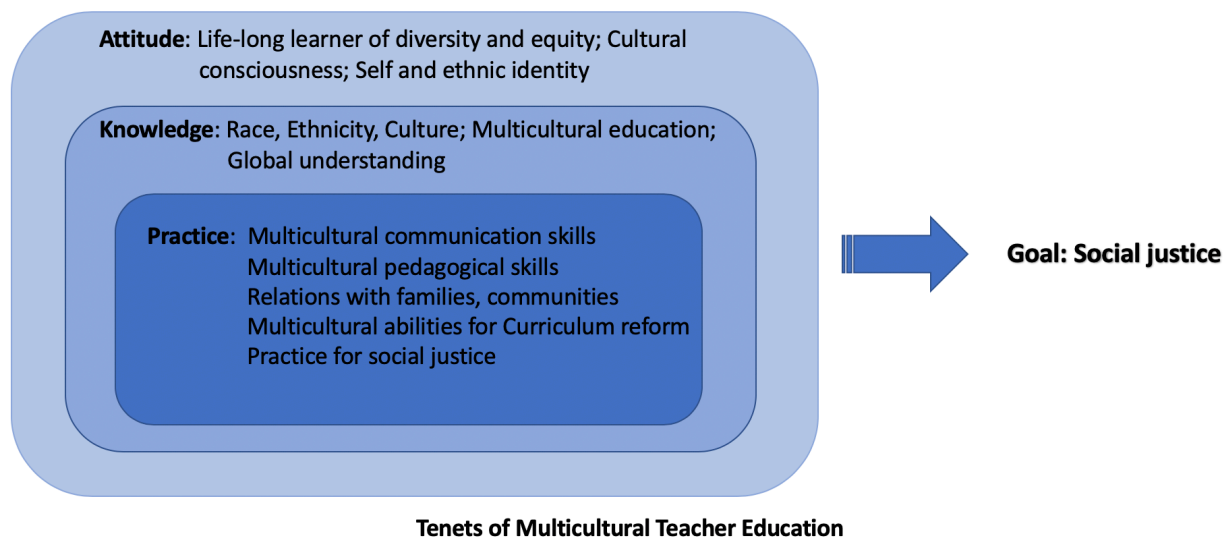 Attitude: Life-long learner of diversity and equity; Cultural
consciousness; Self and ethnic identity
Knowledge: Race, Ethnicity, Culture; Multicultural education;
Global understanding
Practice: Multicultural communication skills
Multicultural pedagogical skills
Relations with families, communities
Multicultural abilities for Curriculum reform
Practice for social justice
Goal: Social justice
Tenets of Multicultural Teacher Education